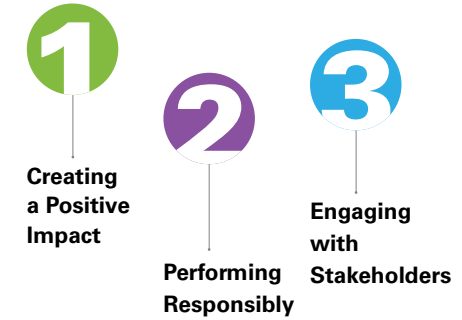 1
Creating
a Positive
Impact
2
Performing
Responsibly
3
Engaging
with
Stakeholders